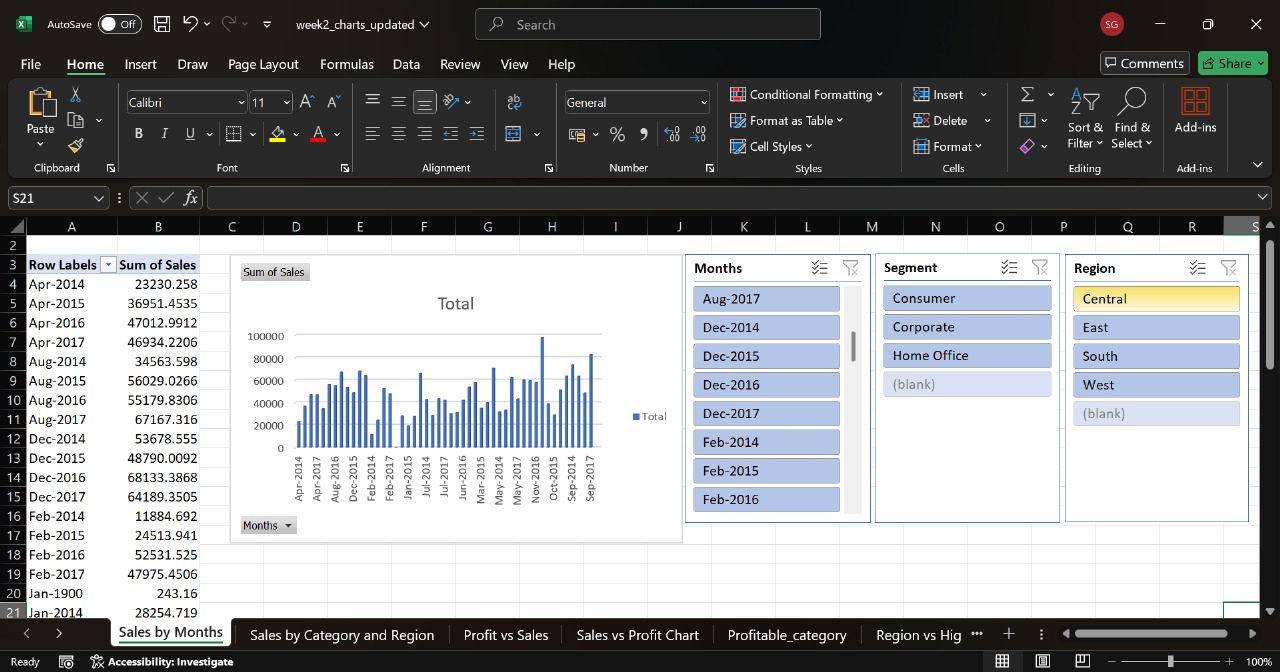 AutoSave Off week2_charts_updated Search SG
File Home Insert Draw Page Layout Formulas Data Review View Help Comments Share
Paste Calibri 11 General Conditional Formatting Insert Sort & Filter Find & Select Add-ins
B I U A ab % Format as Table Delete
Cell Styles Format
Clipboard Font Alignment Number Styles Cells Editing Add-ins
S21 fx
A B C D E F G H I J K L M N O P Q R S
2
3 Row Labels Sum of Sales
4 Apr-2014 23230.258
5 Apr-2015 36951.4535
6 Apr-2016 47012.9912
7 Apr-2017 46934.2206
8 Aug-2014 34563.598
9 Aug-2015 56029.0266
10 Aug-2016 55179.8306
11 Aug-2017 67167.316
12 Dec-2014 53678.555
13 Dec-2015 48790.0092
14 Dec-2016 68133.3868
15 Dec-2017 64189.3505
16 Feb-2014 11884.692
17 Feb-2015 24513.941
18 Feb-2016 52531.525
19 Feb-2017 47975.4506
20 Jan-1900 243.16
21 Jan-2014 28254.719
Sum of Sales
Total
100000
80000
60000
40000
20000
0
Apr-2014
Apr-2017
Aug-2016
Dec-2015
Feb-2014
Feb-2017
Jan-2015
Jul-2014
Jul-2017
Jun-2016
Mar-2015
May-2014
May-2017
Nov-2016
Oct-2015
Sep-2014
Sep-2017
Total
Months
Months
Aug-2017
Dec-2014
Dec-2015
Dec-2016
Dec-2017
Feb-2014
Feb-2015
Feb-2016
Segment
Consumer
Corporate
Home Office
(blank)
Region
Central
East
South
West
(blank)
Sales by Months Sales by Category and Region Profit vs Sales Sales vs Profit Chart Profitable_category Region vs Hig
Ready Accessibility: Investigate 100%